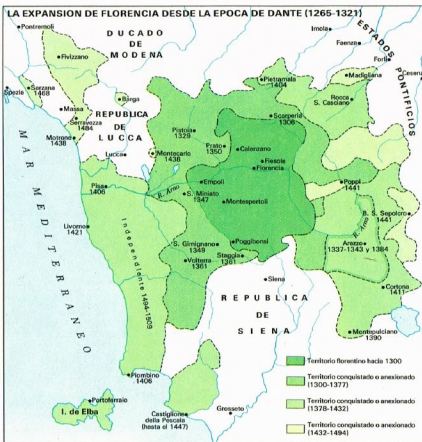 LA EXPANSION DE FLORENCIA DESDE LA EPOCA DE DANTE (1265-1321)
Pontremoli
DUCADO
DE
MODENA
Imola
Faenza
ESTADOS
PONTIFICIOS
Forlì
Fivizzano
Pietramala
1404
Madigliana
Spezie
Sarzana
1468
Massa
Serravezza
1484
Barga
REPUBLICA
DE
LUCCA
Rocca
S. Casciano
Scarperia
1306
Motrone
1438
Pistoia
1329
Prato
1350
Calenzano
Lucca
Montecarlo
1438
Fiesole
Florencia
Pisa
1406
R. Arno
Empoli
S. Miniato
1347
Montespertoli
Poppi
1441
B. S. Sepolcro
1441
MAR MEDITERRANEO
Livorno
1421
Independiente 1494-1509
S. Gimignano
1349
Poggibonsi
Volterra
1361
Staggia
1361
R. Arno
Arezzo
1337-1343 y 1384
Siena
Cortona
1411
REPUBLICA
DE
SIENA
Montepulciano
1390
Piombino
1406
Portoferraio
I. de Elba
Castiglione
della Pescaia
(hasta el 1447)
Grosseto
Territorio florentino hacia 1300
Territorio conquistado o anexionado
(1300-1377)
Territorio conquistado o anexionado
(1378-1432)
Territorio conquistado o anexionado
(1432-1494)